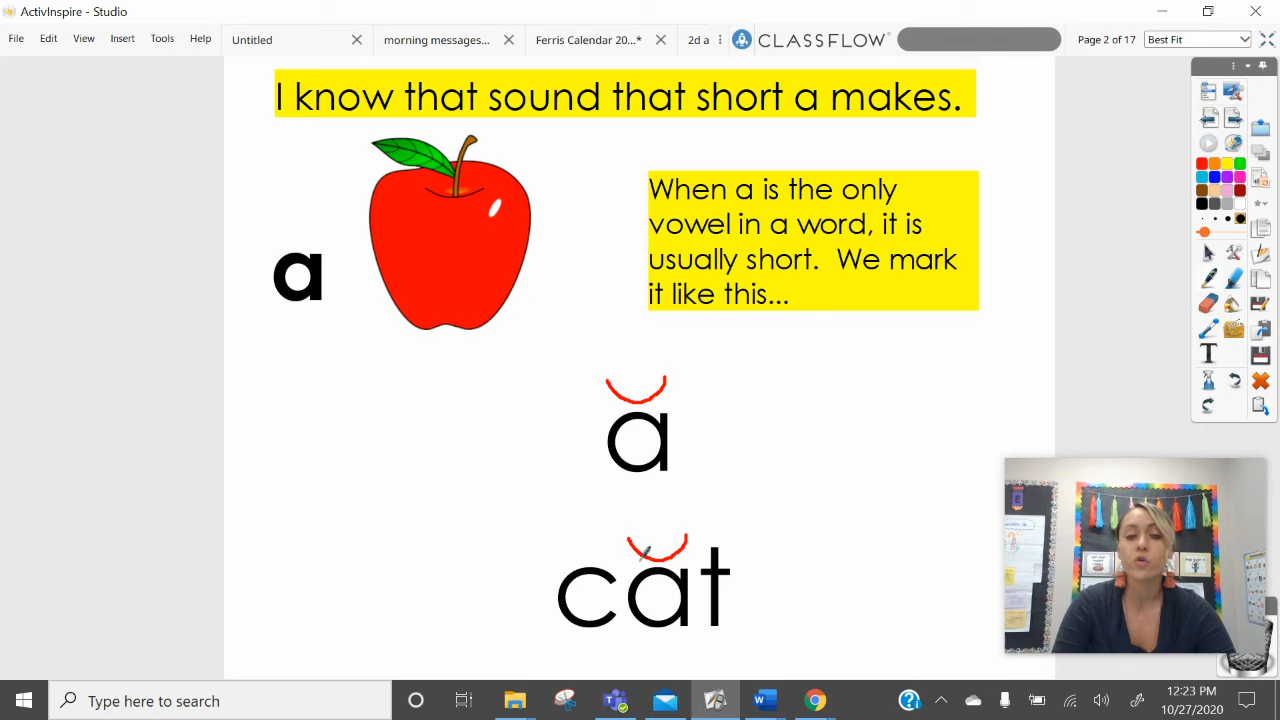 ActivInspire - Studio
File Edit View Insert Tools Help Untitled morning messages... Ferris Calendar 20...* 2d a CLASSFLOW Page 2 of 17 Best Fit
I know that sound that short a makes.
When a is the only
vowel in a word, it is
usually short. We mark
it like this...
a
T
a
cat
E
Type here to search
12:23 PM
10/27/2020